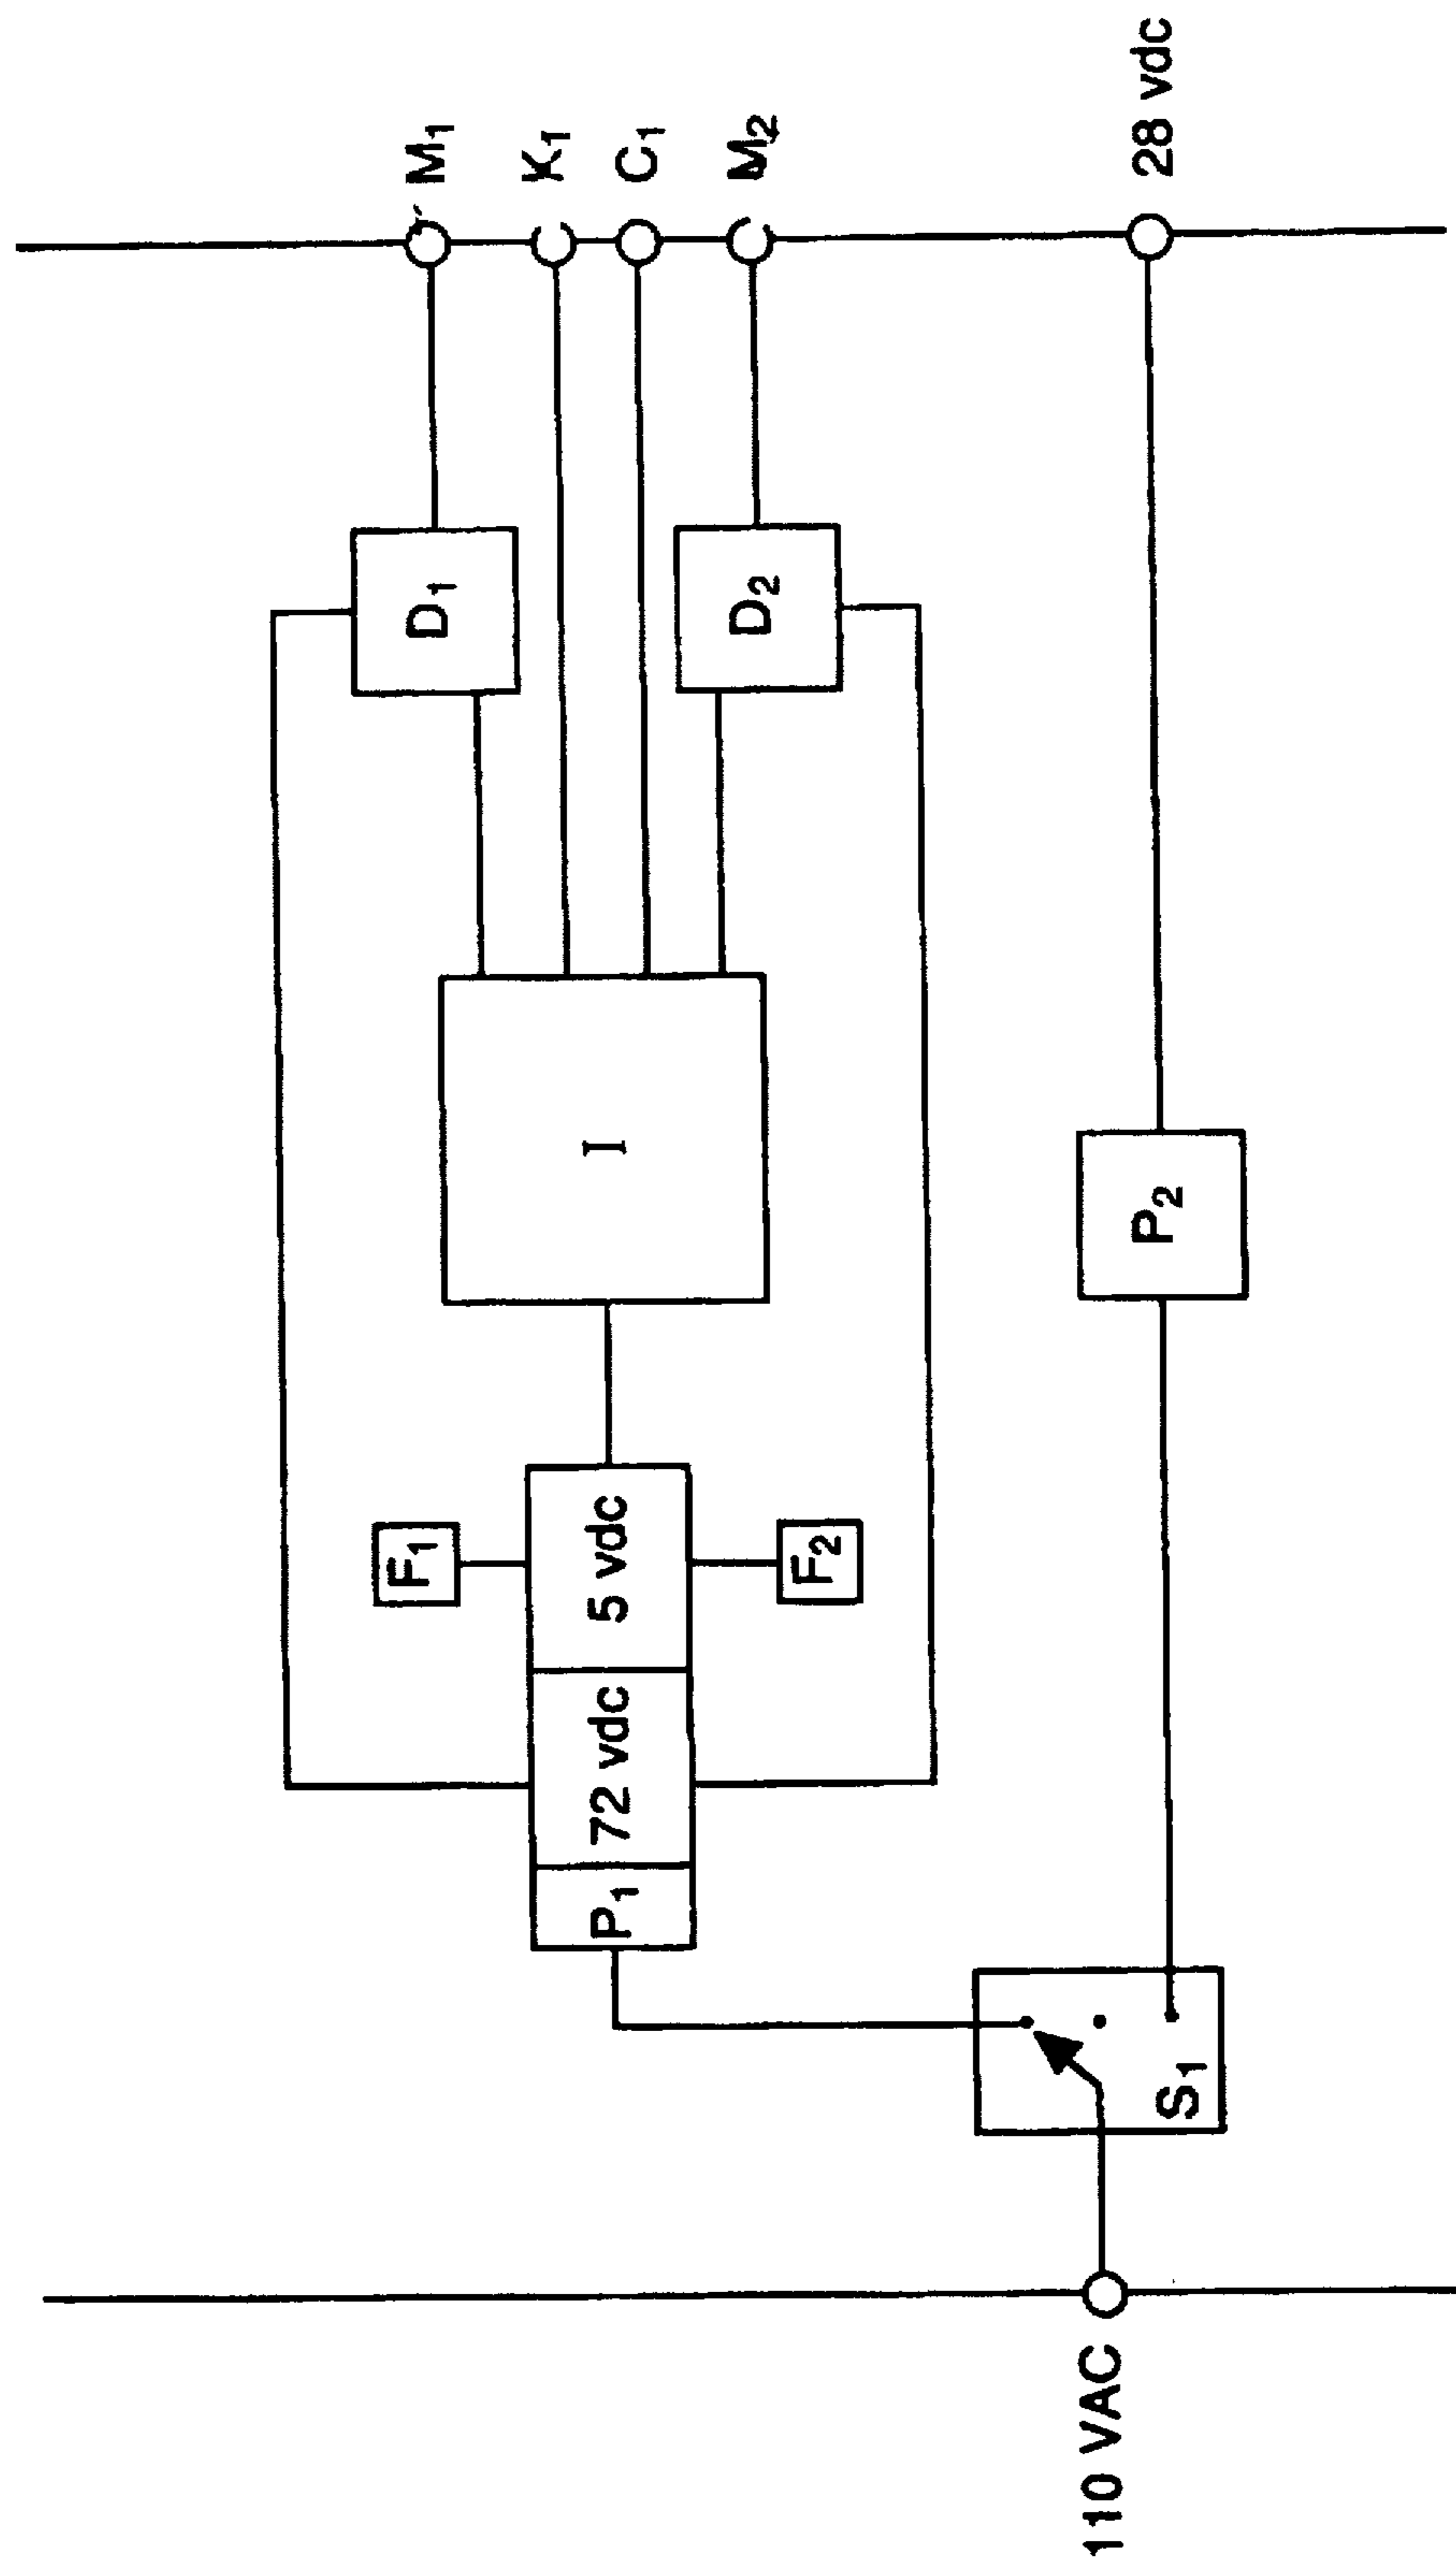 M₁
K₁
C₁
M₂
28 vdc
D₁
D₂
I
P₂
F₁
5 vdc
F₂
72 vdc
P₁
S₁
110 VAC